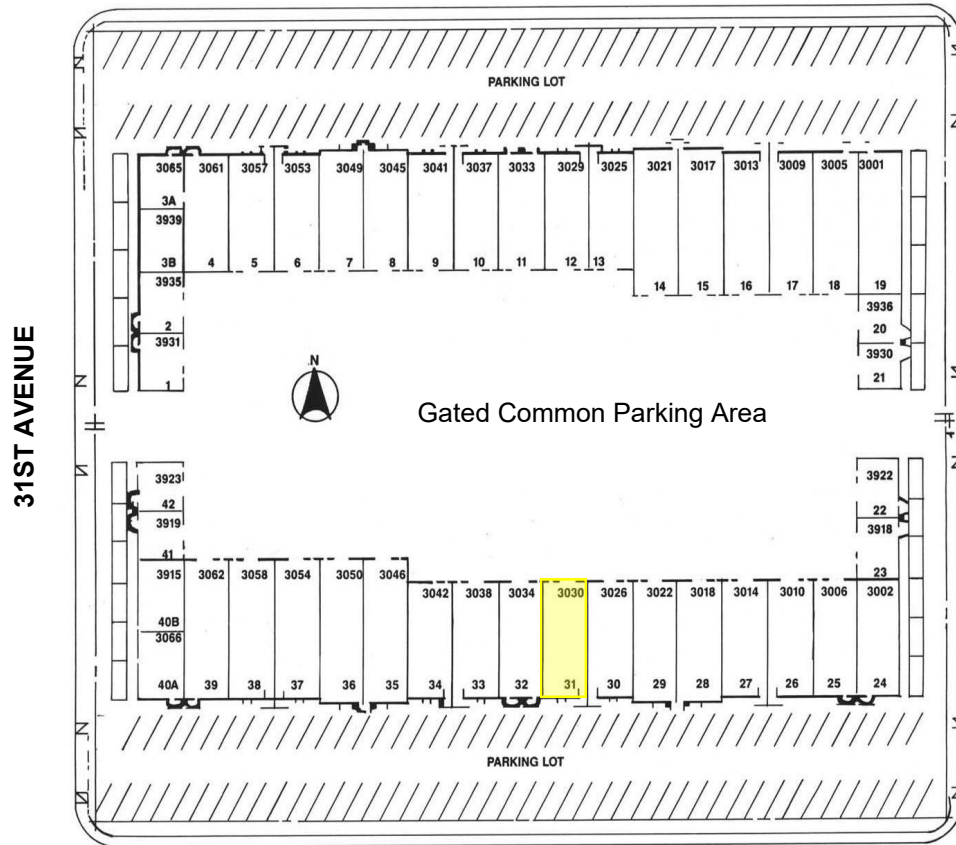 PARKING LOT
3065 3061 3057 3053 3049 3045 3041 3037 3033 3029 3025 3021 3017 3013 3009 3005 3001
3A
3939
3B 4 5 6 7 8 9 10 11 12 13
3935
14 15 16 17 18 19
3936
2
20
3931
3930
1
21
N
31ST AVENUE
Gated Common Parking Area
3923
3922
42
22
3919
3918
41
23
3915 3062 3058 3054 3050 3046
3042 3038 3034 3030 3026 3022 3018 3014 3010 3006 3002
40B
3066
40A 39 38 37 36 35 34 33 32 31 30 29 28 27 26 25 24
PARKING LOT